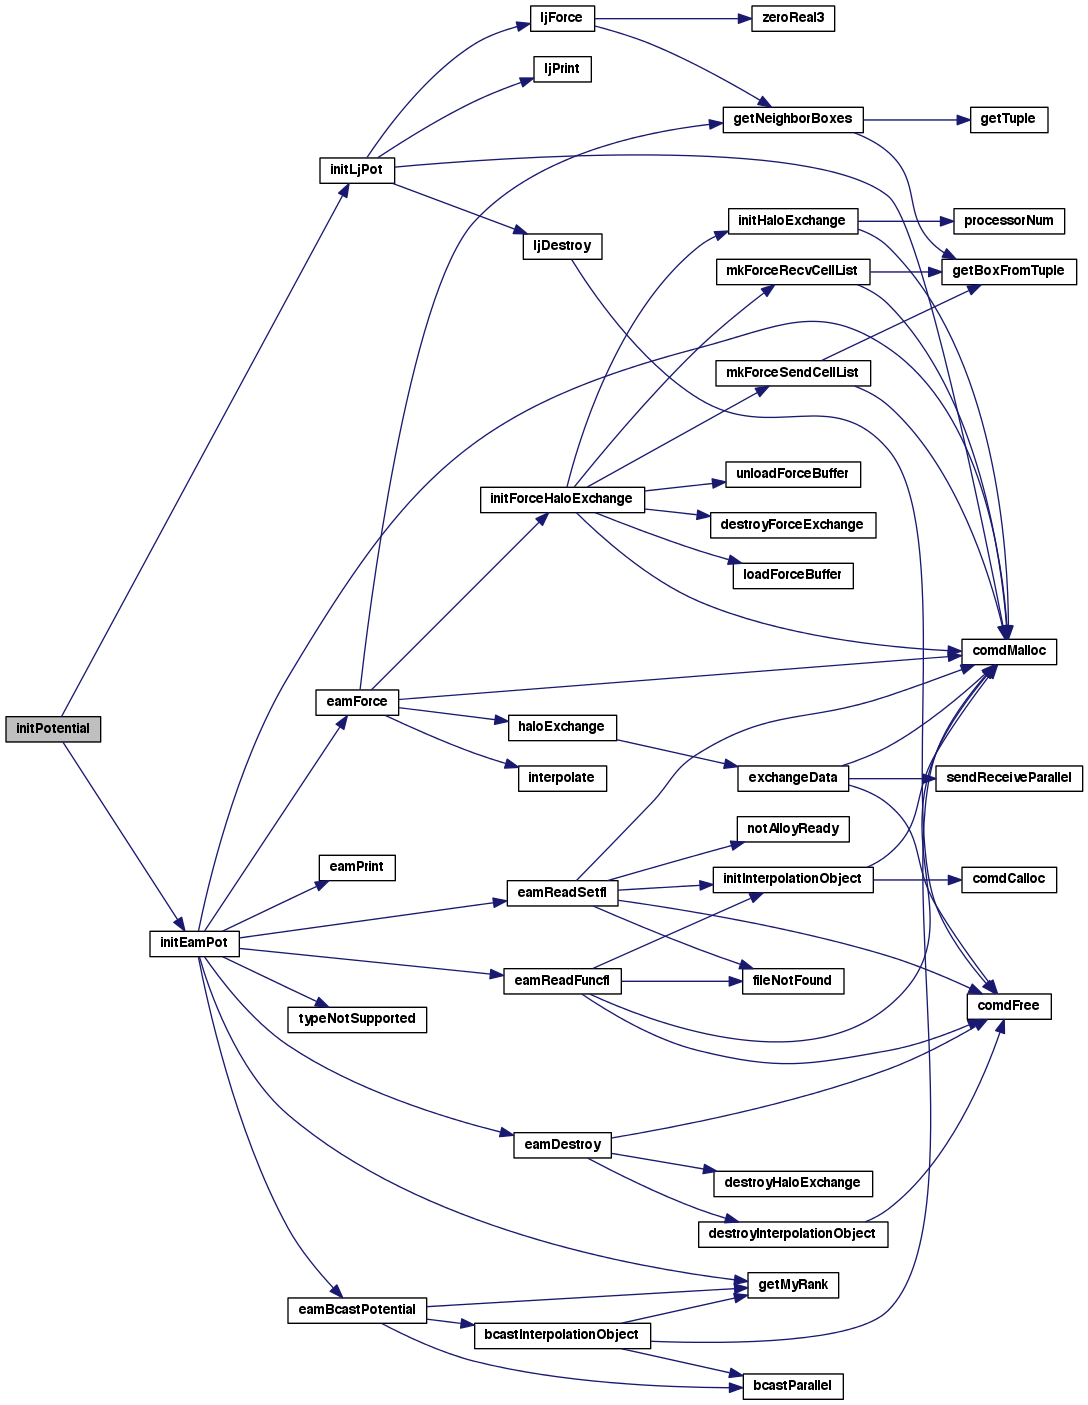 ljForce
zeroReal3
ljPrint
getNeighborBoxes
getTuple
initLjPot
initHaloExchange
processorNum
ljDestroy
mkForceRecvCellList
getBoxFromTuple
mkForceSendCellList
unloadForceBuffer
initForceHaloExchange
destroyForceExchange
loadForceBuffer
comdMalloc
eamForce
initPotential
haloExchange
interpolate
exchangeData
sendReceiveParallel
notAlloyReady
eamPrint
initInterpolationObject
comdCalloc
eamReadSetfl
initEamPot
eamReadFuncfl
fileNotFound
comdFree
typeNotSupported
eamDestroy
destroyHaloExchange
destroyInterpolationObject
getMyRank
eamBcastPotential
bcastInterpolationObject
bcastParallel